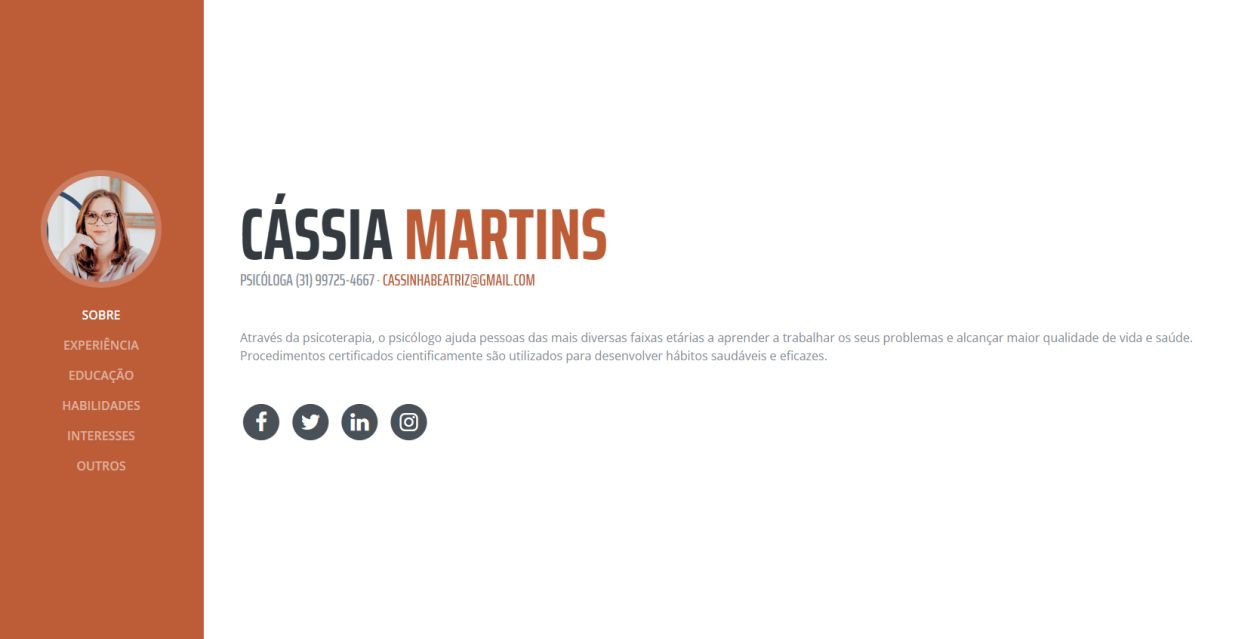 SOBRE
EXPERIÊNCIA
EDUCAÇÃO
HABILIDADES
INTERESSES
OUTROS
CÁSSIA MARTINS
PSICÓLOGA (31) 99725-4667 · CASSINHABEATRIZ@GMAIL.COM
Através da psicoterapia, o psicólogo ajuda pessoas das mais diversas faixas etárias a aprender a trabalhar os seus problemas e alcançar maior qualidade de vida e saúde.
Procedimentos certificados cientificamente são utilizados para desenvolver hábitos saudáveis e eficazes.